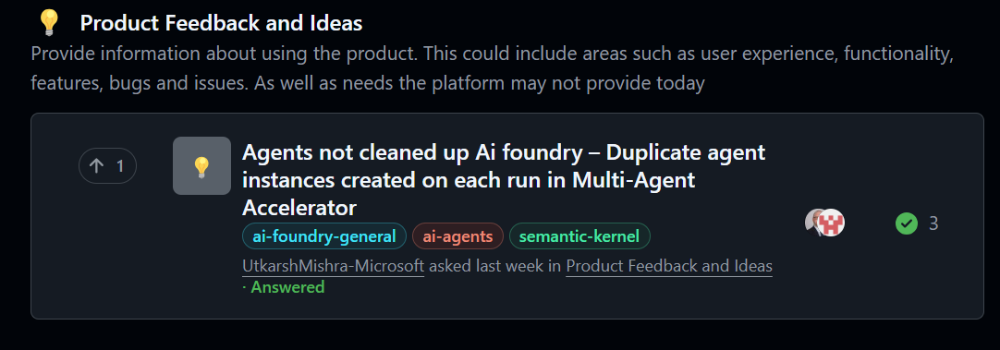 💡 Product Feedback and Ideas
Provide information about using the product. This could include areas such as user experience, functionality,
features, bugs and issues. As well as needs the platform may not provide today
↑ 1
Agents not cleaned up Ai foundry – Duplicate agent
instances created on each run in Multi-Agent
Accelerator
ai-foundry-general ai-agents semantic-kernel
UtkarshMishra-Microsoft asked last week in Product Feedback and Ideas
· Answered
3